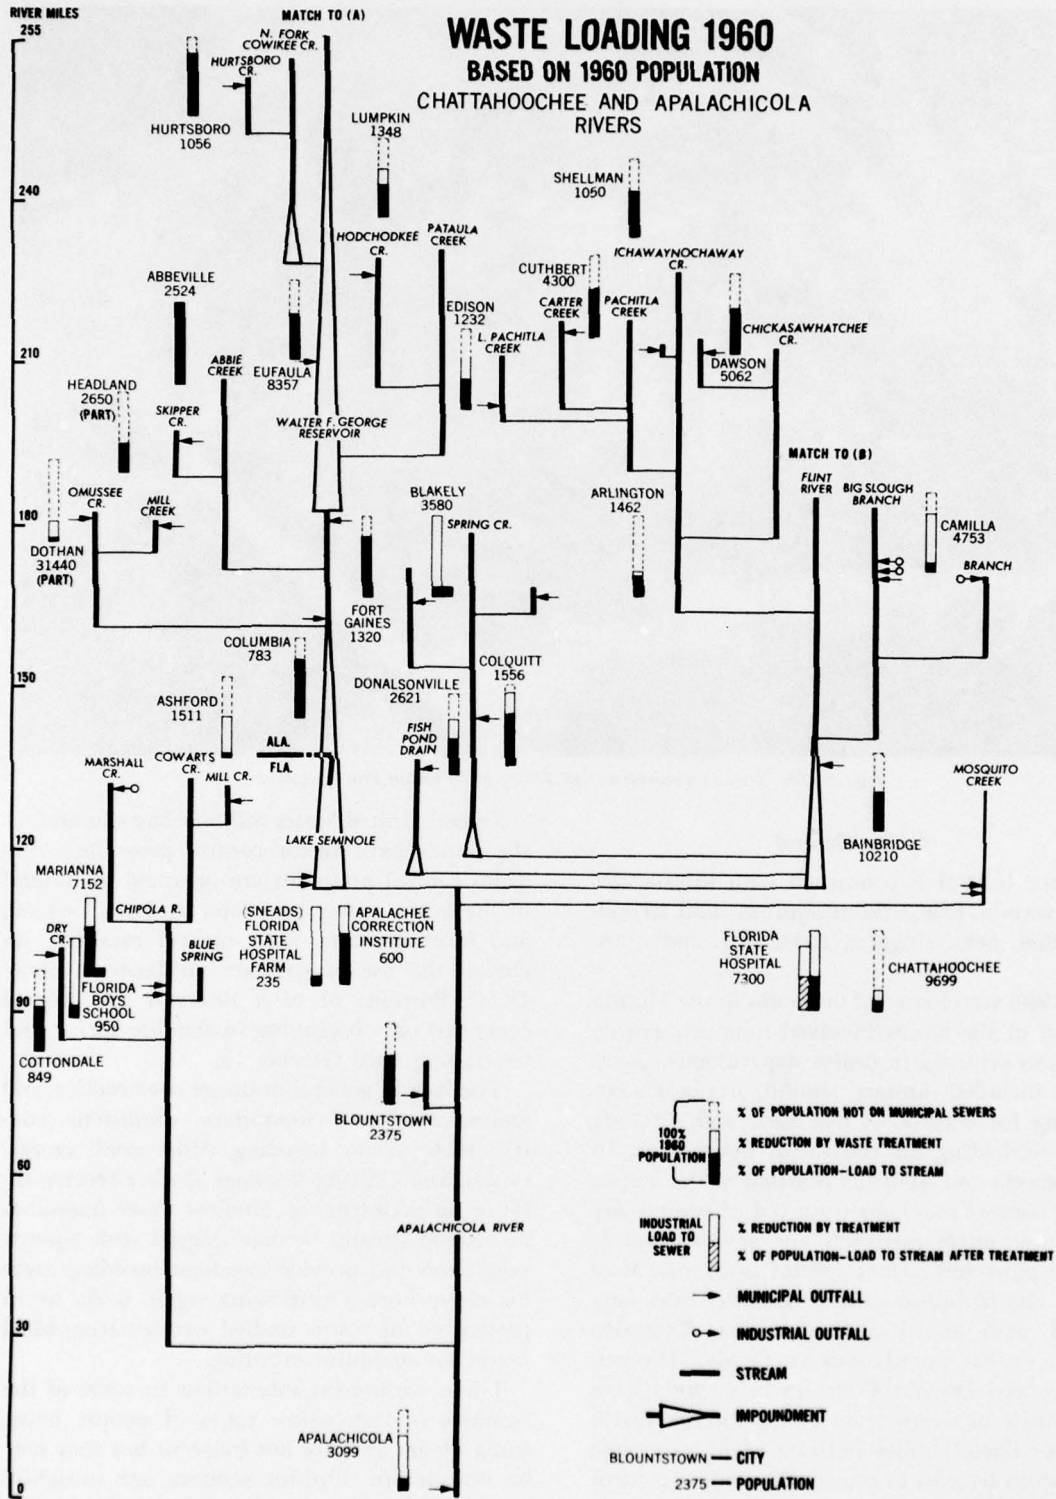 RIVER MILES
255
240
210
180
150
120
90
60
30
0
WASTE LOADING 1960
BASED ON 1960 POPULATION
CHATTAHOOCHEE AND APALACHICOLA
RIVERS
MATCH TO (A)
N. FORK
COWIKEE CR.
HURTSBORO
CR.
HURTSBORO
1056
LUMPKIN
1348
SHELLMAN
1050
HODCHODKEE
CR.
PATAULA
CREEK
ICHAWAYNOCHAWAY
CR.
CUTHBERT
4300
CARTER
CREEK
PACHITLA
CREEK
ABBEVILLE
2524
EDISON
1232
L. PACHITLA
CREEK
CHICKASAWHATCHEE
CR.
DAWSON
5062
ABBIE
CREEK
EUFAULA
8357
HEADLAND
2650
(PART)
SKIPPER
CR.
WALTER F. GEORGE
RESERVOIR
MATCH TO (B)
FLINT
RIVER
BIG SLOUGH
BRANCH
OMUSSEE
CR.
MILL
CREEK
BLAKELY
3580
SPRING CR.
ARLINGTON
1462
CAMILLA
4753
DOTHAN
31440
(PART)
BRANCH
FORT
GAINES
1320
COLUMBIA
783
COLQUITT
1556
DONALSONVILLE
2621
ASHFORD
1511
FISH
POND
DRAIN
ALA.
FLA.
MARSHALL
CR.
COWARTS
CR.
MILL CR.
MOSQUITO
CREEK
LAKE SEMINOLE
BAINBRIDGE
10210
MARIANNA
7152
CHIPOLA R.
(SNEADS)
FLORIDA
STATE
HOSPITAL
FARM
235
APALACHEE
CORRECTION
INSTITUTE
600
DRY
CR.
BLUE
SPRING
FLORIDA
STATE
HOSPITAL
7300
CHATTAHOOCHEE
9699
FLORIDA
BOYS
SCHOOL
950
COTTONDALE
849
BLOUNTSTOWN
2375
APALACHICOLA RIVER
APALACHICOLA
3099
100%
1960
POPULATION
% OF POPULATION NOT ON MUNICIPAL SEWERS
% REDUCTION BY WASTE TREATMENT
% OF POPULATION-LOAD TO STREAM
INDUSTRIAL
LOAD TO
SEWER
% REDUCTION BY TREATMENT
% OF POPULATION-LOAD TO STREAM AFTER TREATMENT
MUNICIPAL OUTFALL
INDUSTRIAL OUTFALL
STREAM
IMPOUNDMENT
BLOUNTSTOWN — CITY
2375 — POPULATION